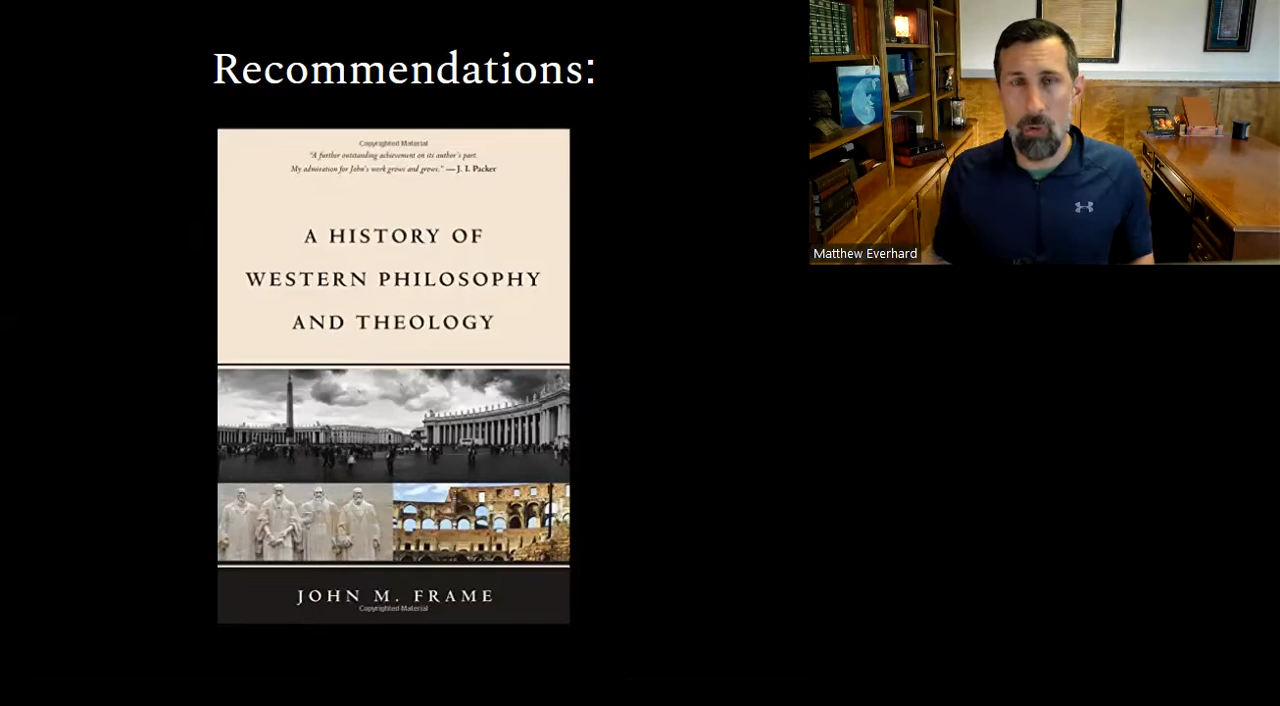 Recommendations:
Copyrighted Material
"A further outstanding achievement on its author's part.
My admiration for John's work grows and grows." — J. I. Packer
A HISTORY OF
WESTERN PHILOSOPHY
AND THEOLOGY
JOHN M. FRAME
Copyrighted Material
Matthew Everhard